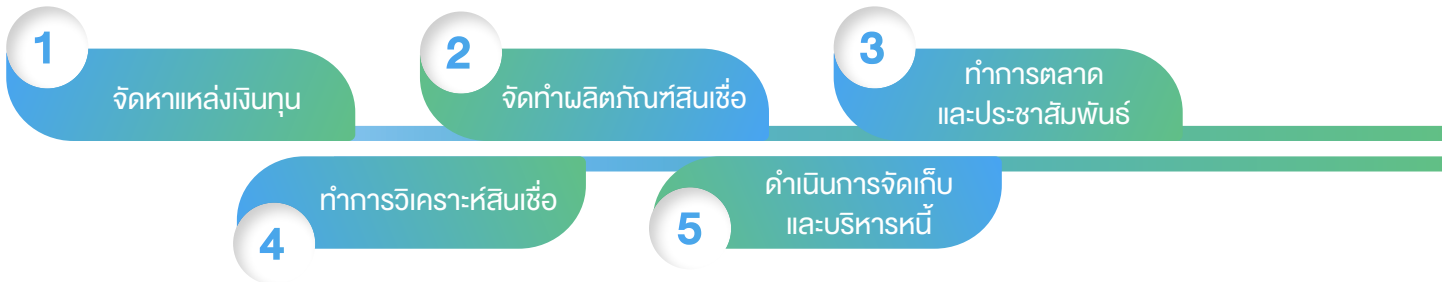 1
จัดหาแหล่งเงินทุน
2
จัดทำผลิตภัณฑ์สินเชื่อ
3
ทำการตลาด
และประชาสัมพันธ์
4
ทำการวิเคราะห์สินเชื่อ
5
ดำเนินการจัดเก็บ
และบริหารหนี้